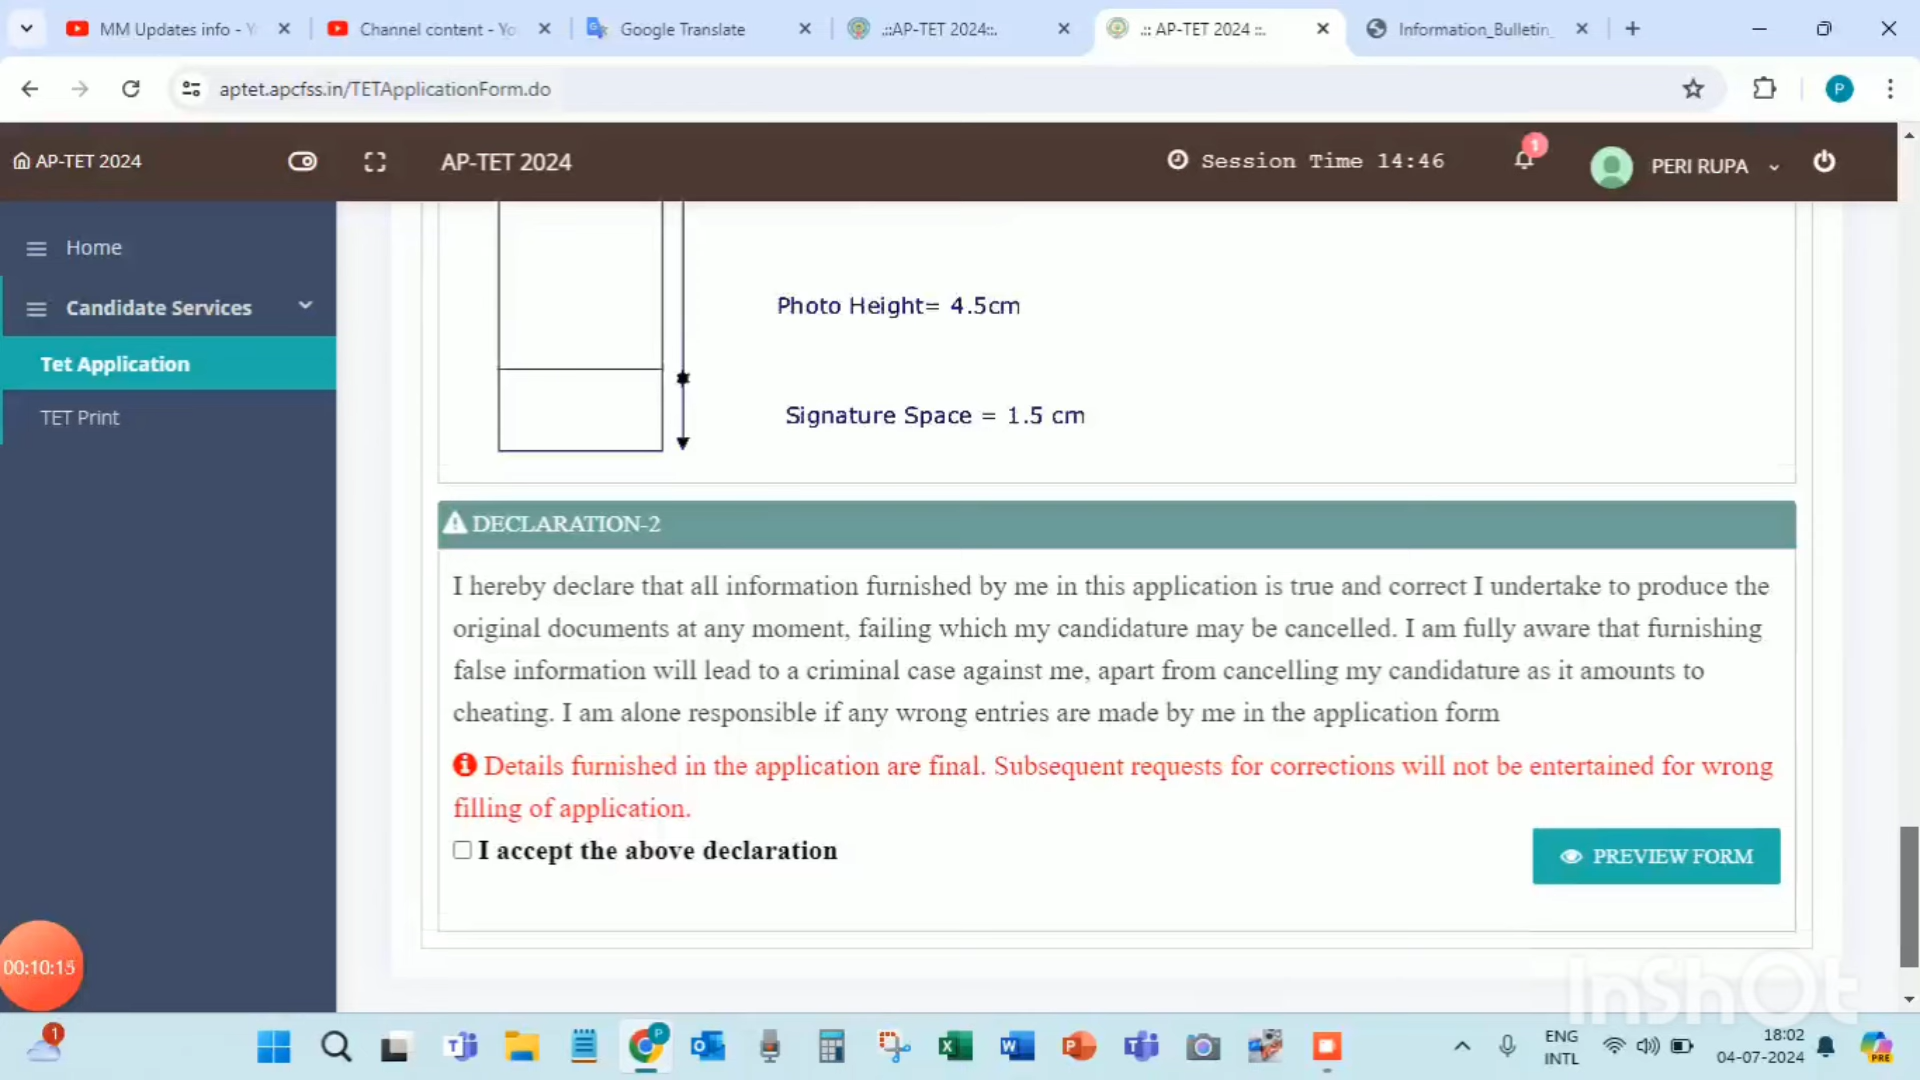 MM Updates info - Y
Channel content - Yo
Google Translate
.::AP-TET 2024::.
.:: AP-TET 2024 ::.
Information_Bulletin_
aptet.apcfss.in/TETApplicationForm.do
P
AP-TET 2024
AP-TET 2024
Session Time 14:46
1
PERI RUPA
Home
Candidate Services
Tet Application
TET Print
Photo Height= 4.5cm
Signature Space = 1.5 cm
DECLARATION-2
I hereby declare that all information furnished by me in this application is true and correct I undertake to produce the
original documents at any moment, failing which my candidature may be cancelled. I am fully aware that furnishing
false information will lead to a criminal case against me, apart from cancelling my candidature as it amounts to
cheating. I am alone responsible if any wrong entries are made by me in the application form
Details furnished in the application are final. Subsequent requests for corrections will not be entertained for wrong
filling of application.
I accept the above declaration
PREVIEW FORM
00:10:15
InShOt
1
P
ENG
INTL
18:02
04-07-2024
PRE